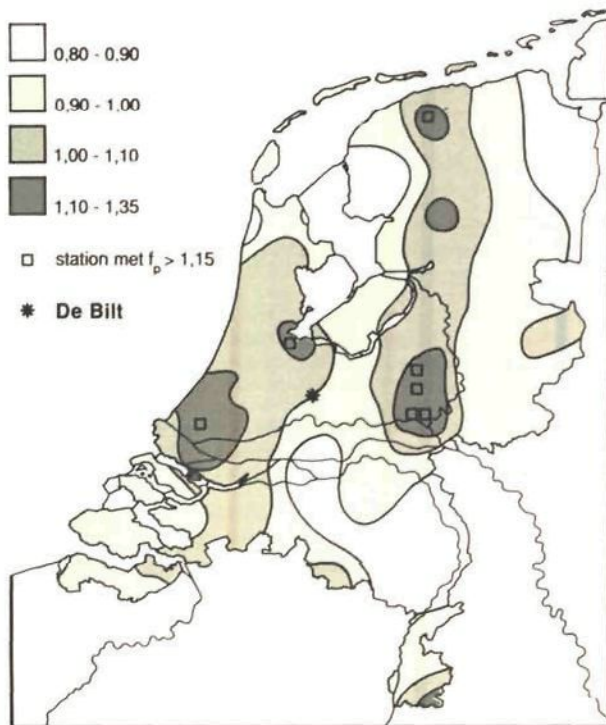 0.80 - 0.90
0.90 - 1.00
1.00 - 1,10
1,10 - 1,35
station met fp > 1,15
De Bilt